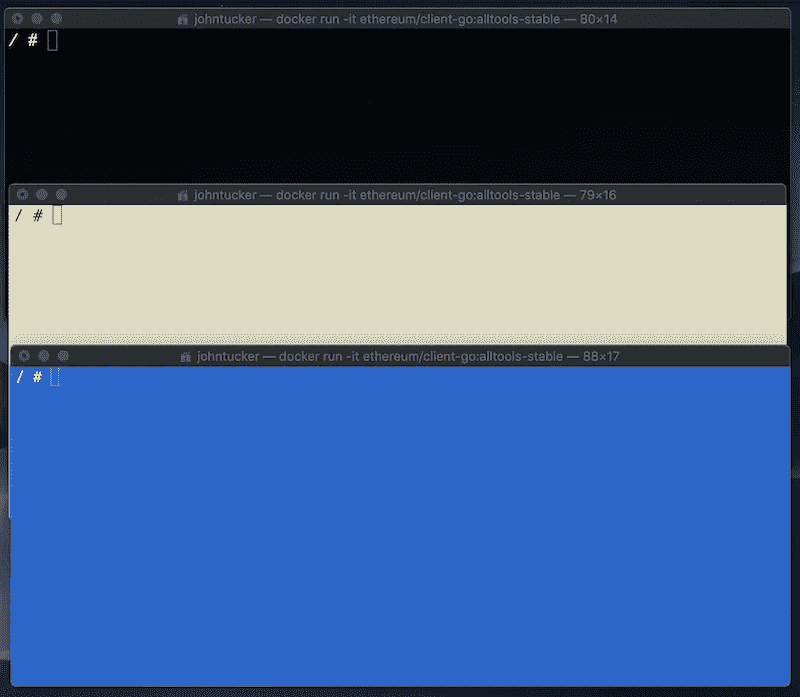 johntucker — docker run -it ethereum/client-go:alltools-stable — 80×14
/ #
johntucker — docker run -it ethereum/client-go:alltools-stable — 79×16
/ #
johntucker — docker run -it ethereum/client-go:alltools-stable — 88×17
/ #